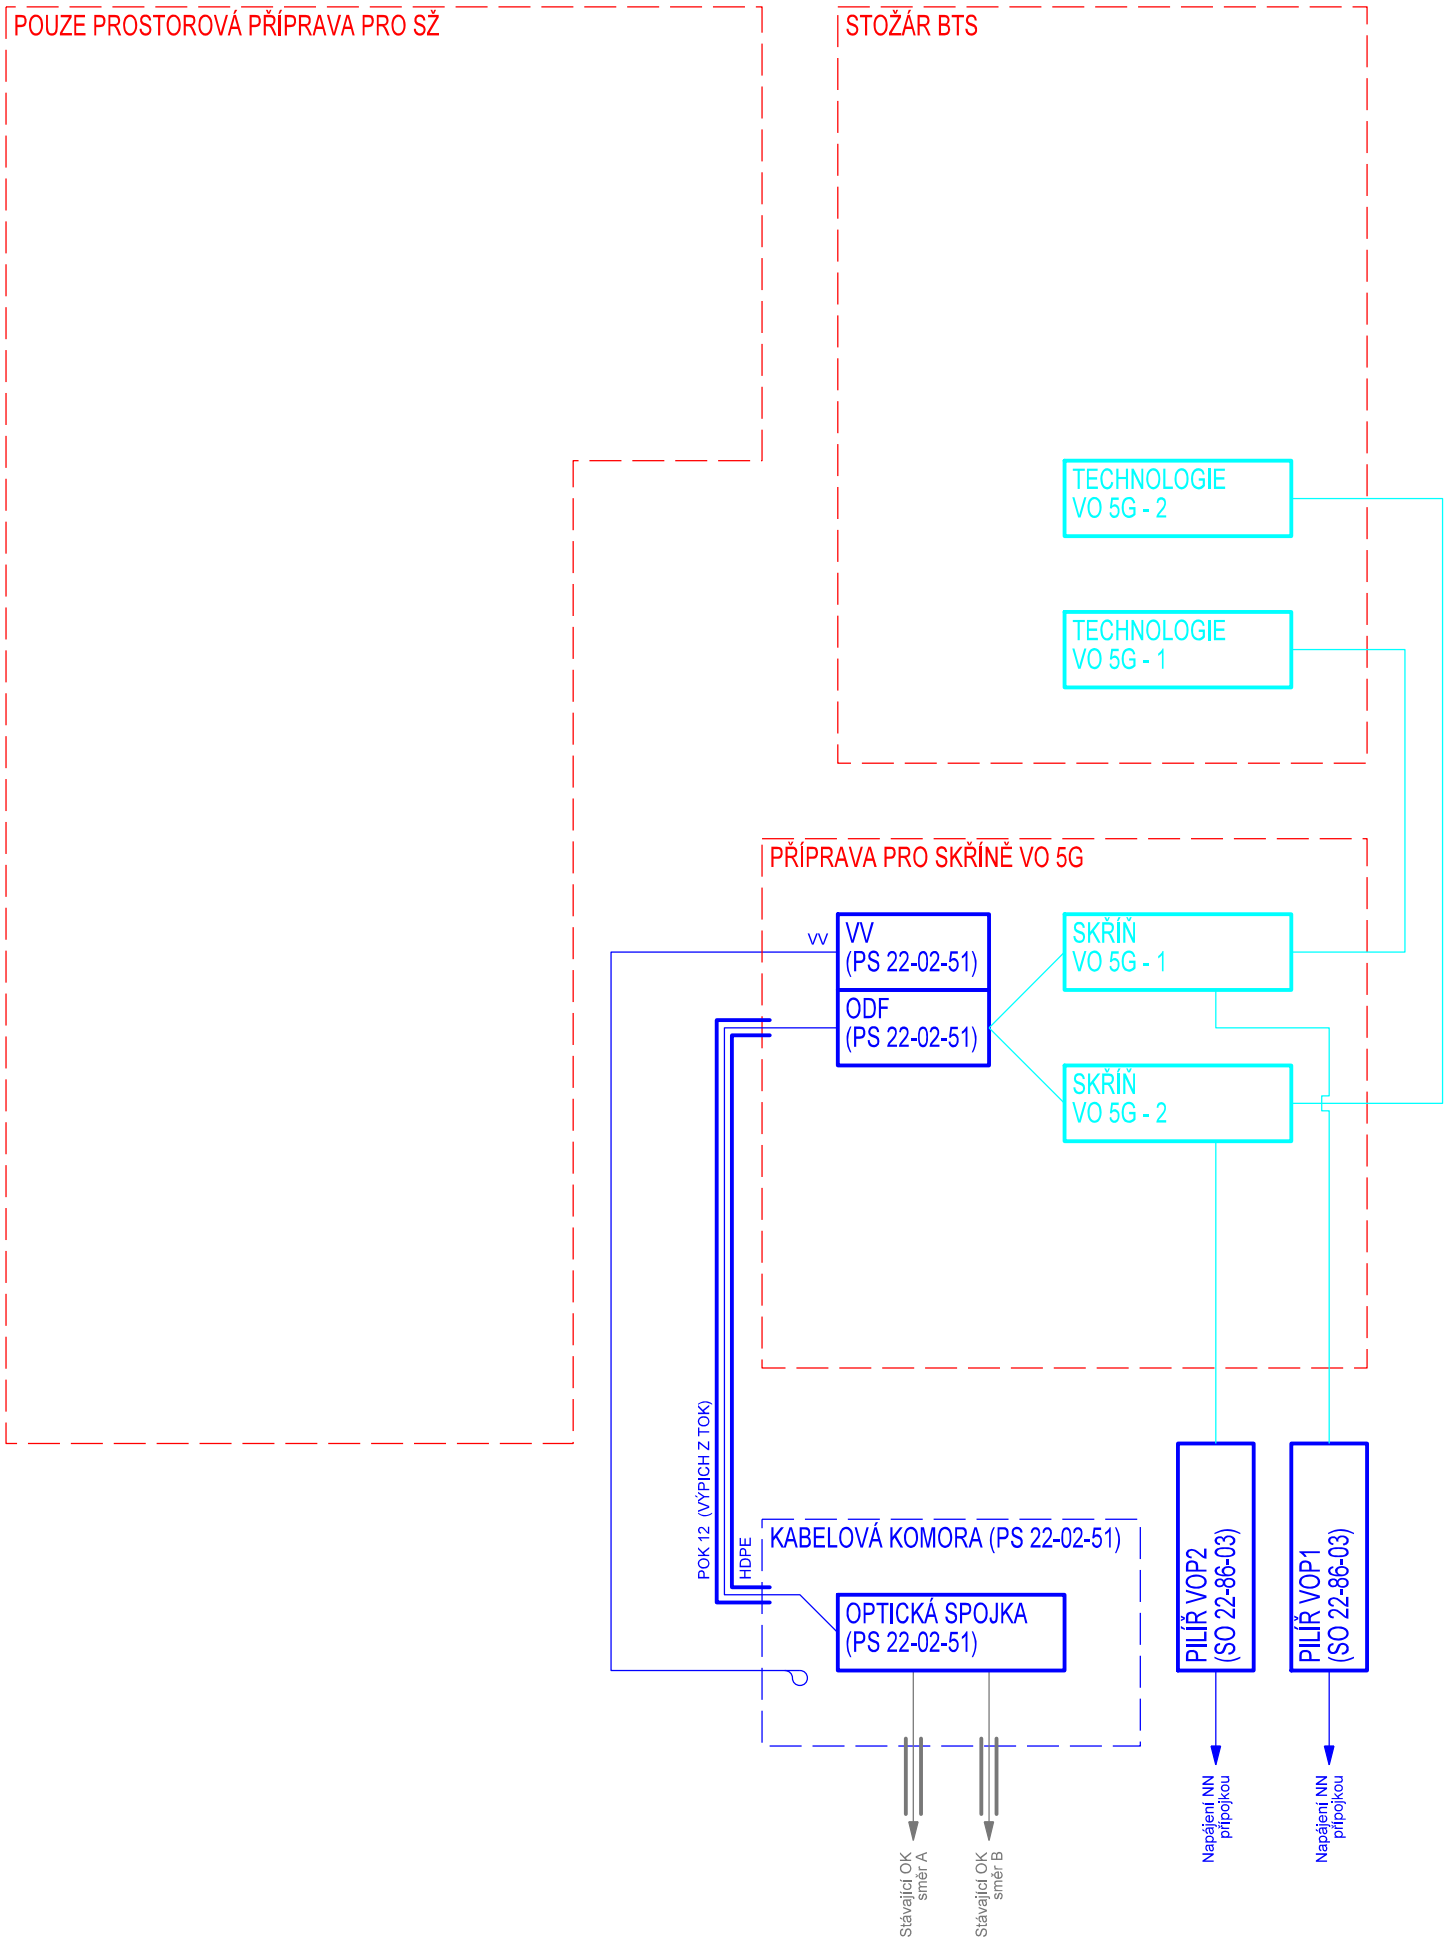 POUZE PROSTOROVÁ PŘÍPRAVA PRO SŽ
STOŽÁR BTS
TECHNOLOGIE
VO 5G - 2
TECHNOLOGIE
VO 5G - 1
PŘÍPRAVA PRO SKŘÍNĚ VO 5G
VV
VV
(PS 22-02-51)
ODF
(PS 22-02-51)
SKŘÍŇ
VO 5G - 1
SKŘÍŇ
VO 5G - 2
POK 12 (VÝPICH Z TOK)
HDPE
KABELOVÁ KOMORA (PS 22-02-51)
OPTICKÁ SPOJKA
(PS 22-02-51)
PILÍŘ VOP2
(SO 22-86-03)
PILÍŘ VOP1
(SO 22-86-03)
Stávající OK
směr A
Stávající OK
směr B
Napájení NN
přípojkou
Napájení NN
přípojkou